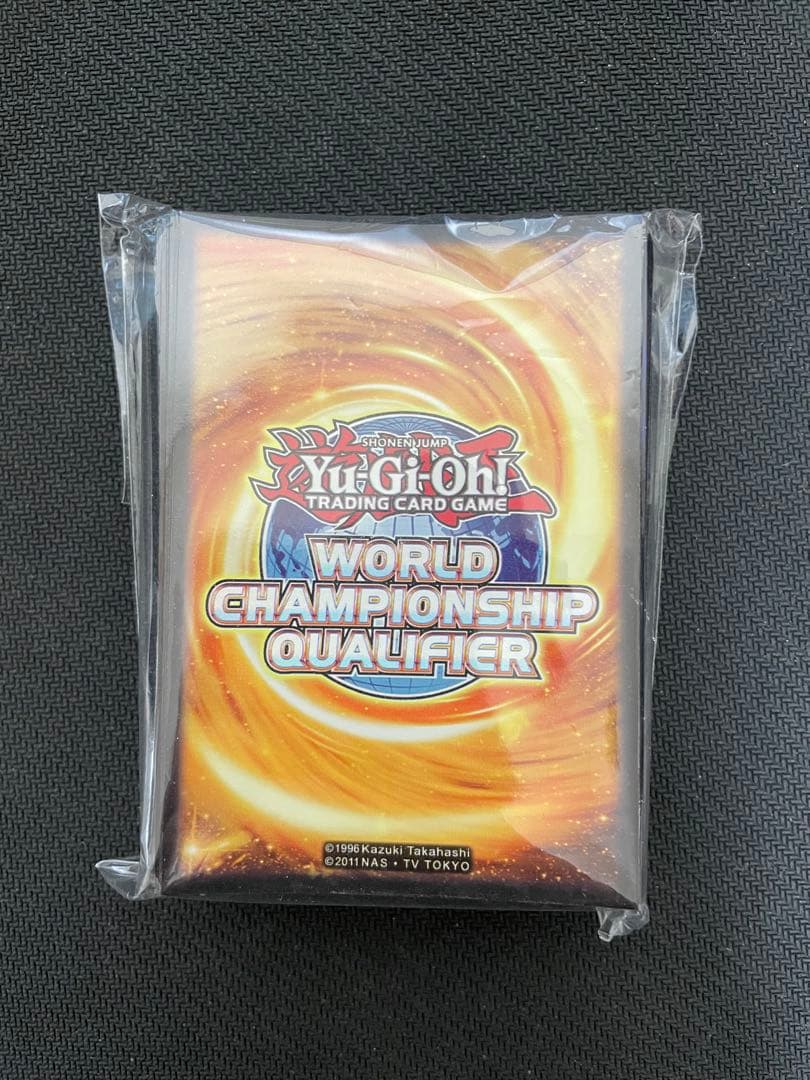 SHONEN JUMP
Yu-Gi-Oh!
TRADING CARD GAME
WORLD
CHAMPIONSHIP
QUALIFIER
©1996 Kazuki Takahashi
©2011 NAS • TV TOKYO